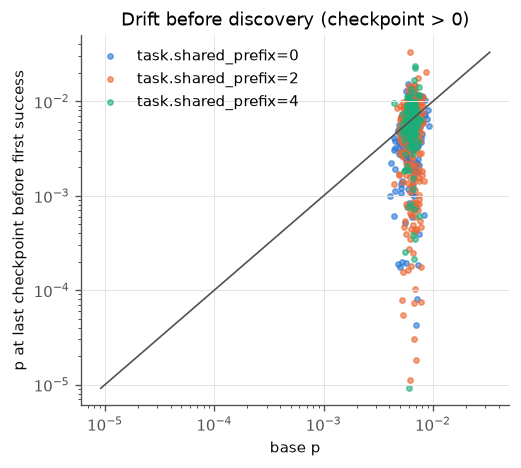 Drift before discovery (checkpoint > 0)
task.shared_prefix=0
task.shared_prefix=2
task.shared_prefix=4
p at last checkpoint before first success
10⁻²
10⁻³
10⁻⁴
10⁻⁵
10⁻⁵ 10⁻⁴ 10⁻³ 10⁻²
base p